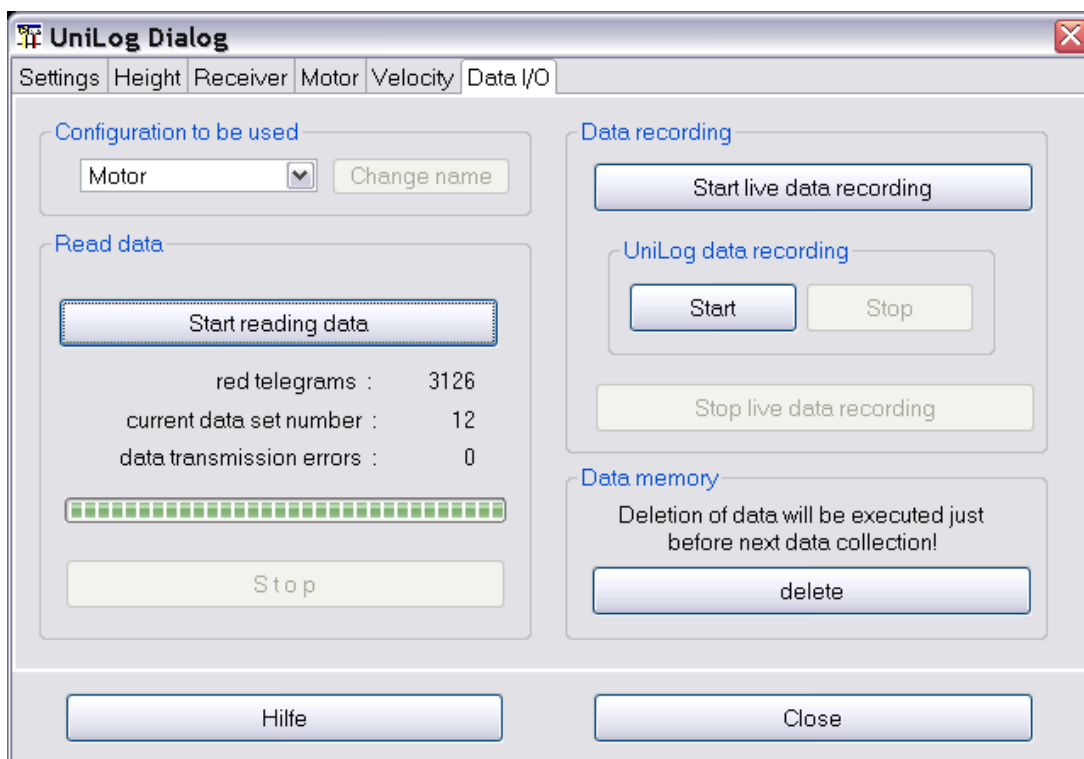 UniLog Dialog
Settings Height Receiver Motor Velocity Data I/O
Configuration to be used
Motor
Change name
Read data
Start reading data
red telegrams : 3126
current data set number : 12
data transmission errors : 0
Stop
Data recording
Start live data recording
UniLog data recording
Start
Stop
Stop live data recording
Data memory
Deletion of data will be executed just
before next data collection!
delete
Hilfe
Close